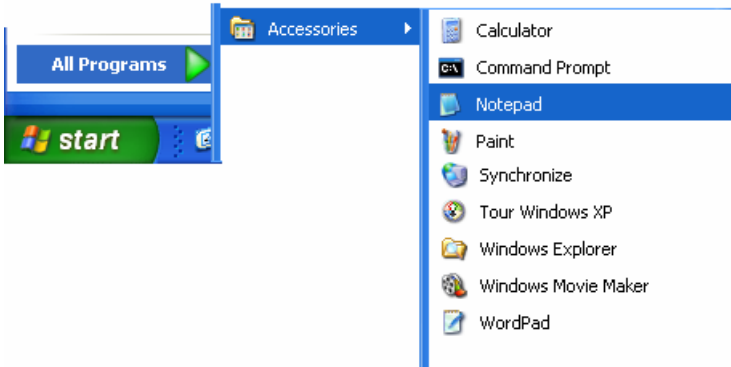 All Programs
start
Accessories
Calculator
C:\
Command Prompt
Notepad
Paint
Synchronize
Tour Windows XP
Windows Explorer
Windows Movie Maker
WordPad